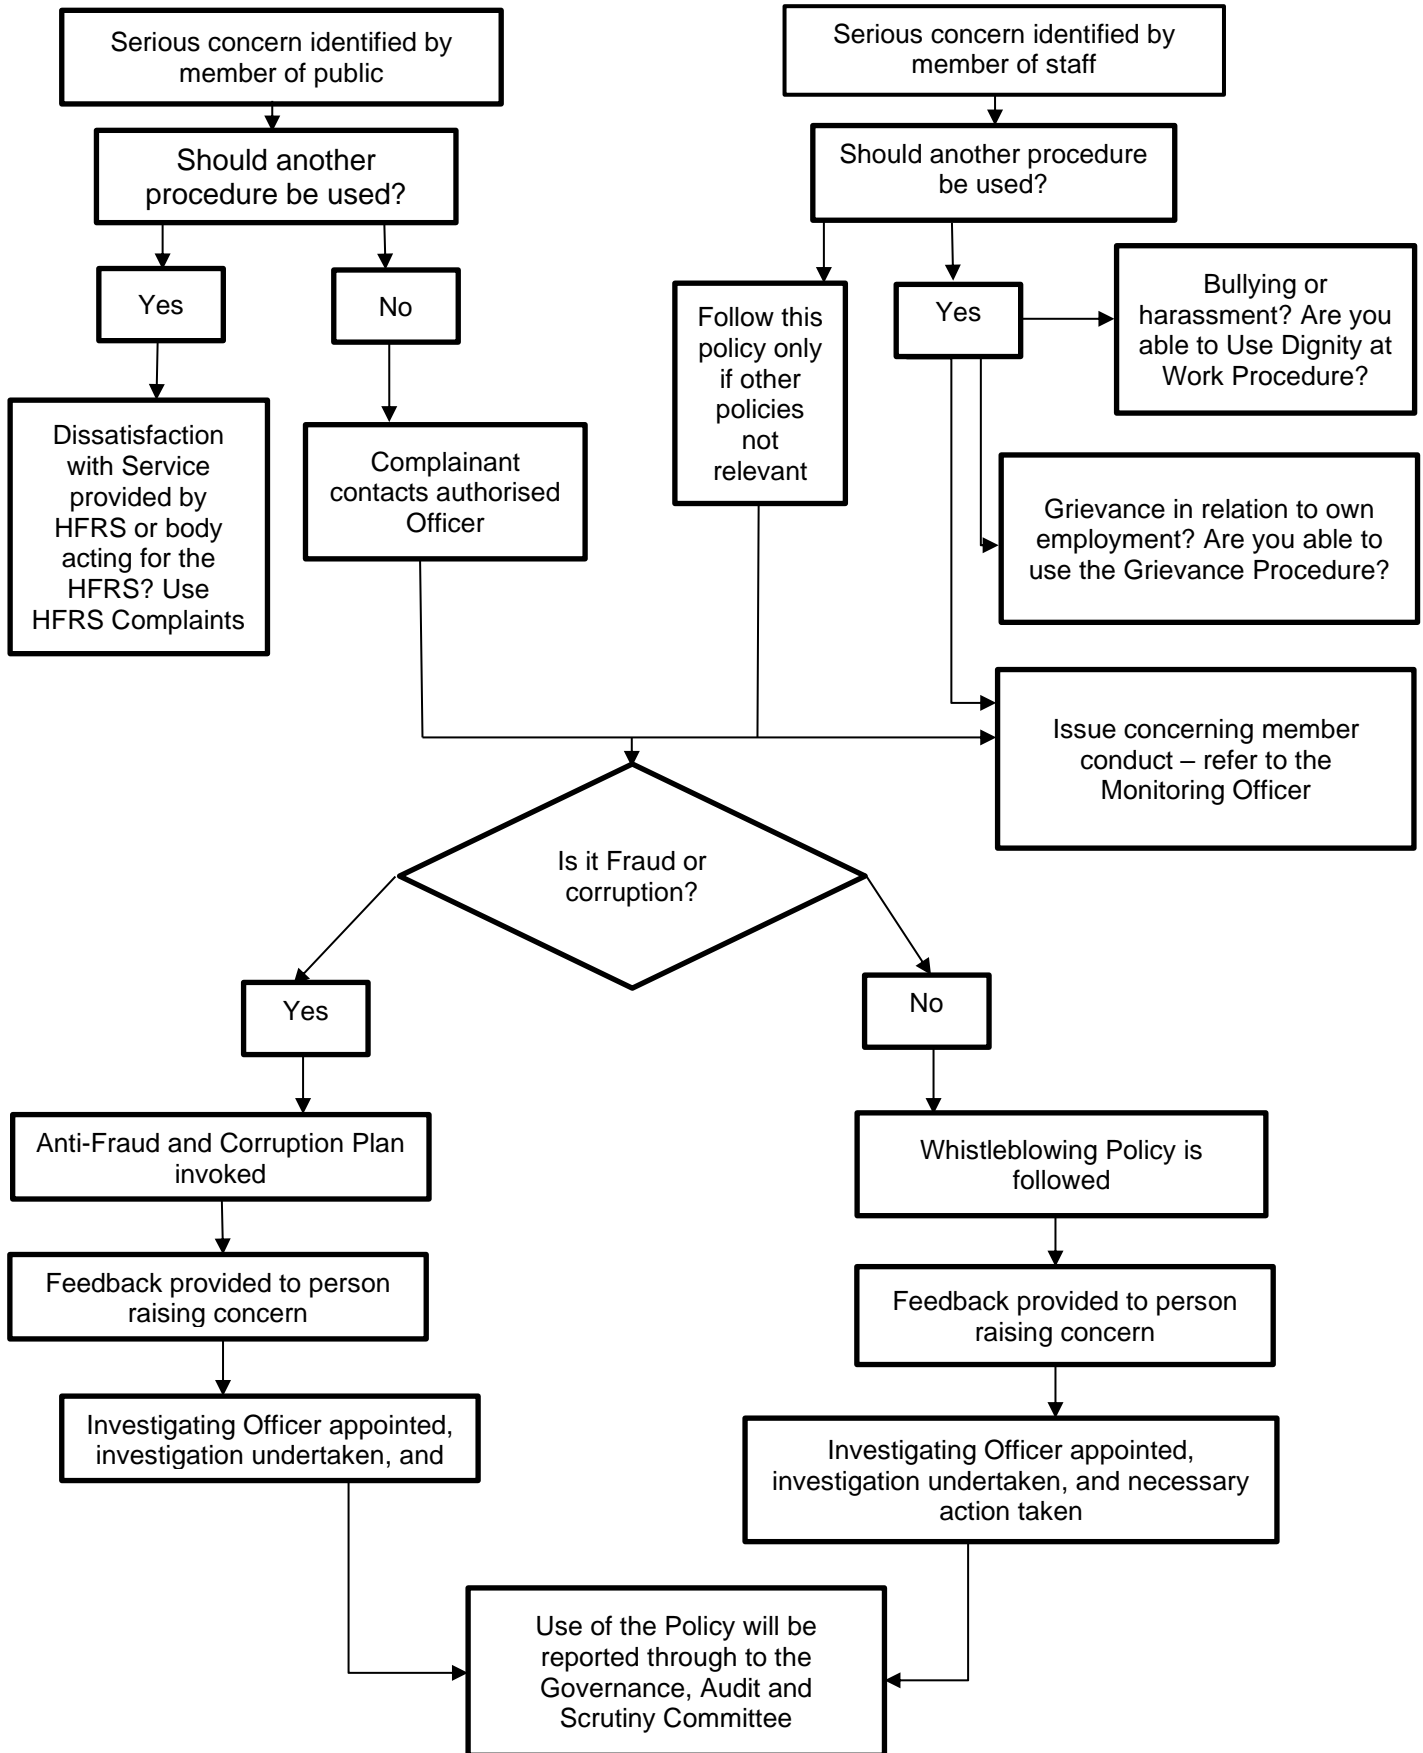 Serious concern identified by
member of public
Serious concern identified by
member of staff
Should another
procedure be used?
Should another procedure
be used?
Yes
No
Follow this
policy only
if other
policies
not
relevant
Yes
Bullying or
harassment? Are you
able to Use Dignity at
Work Procedure?
Dissatisfaction
with Service
provided by
HFRS or body
acting for the
HFRS? Use
HFRS Complaints
Complainant
contacts authorised
Officer
Grievance in relation to own
employment? Are you able to
use the Grievance Procedure?
Issue concerning member
conduct – refer to the
Monitoring Officer
Is it Fraud or
corruption?
Yes
No
Anti-Fraud and Corruption Plan
invoked
Whistleblowing Policy is
followed
Feedback provided to person
raising concern
Feedback provided to person
raising concern
Investigating Officer appointed,
investigation undertaken, and
Investigating Officer appointed,
investigation undertaken, and necessary
action taken
Use of the Policy will be
reported through to the
Governance, Audit and
Scrutiny Committee